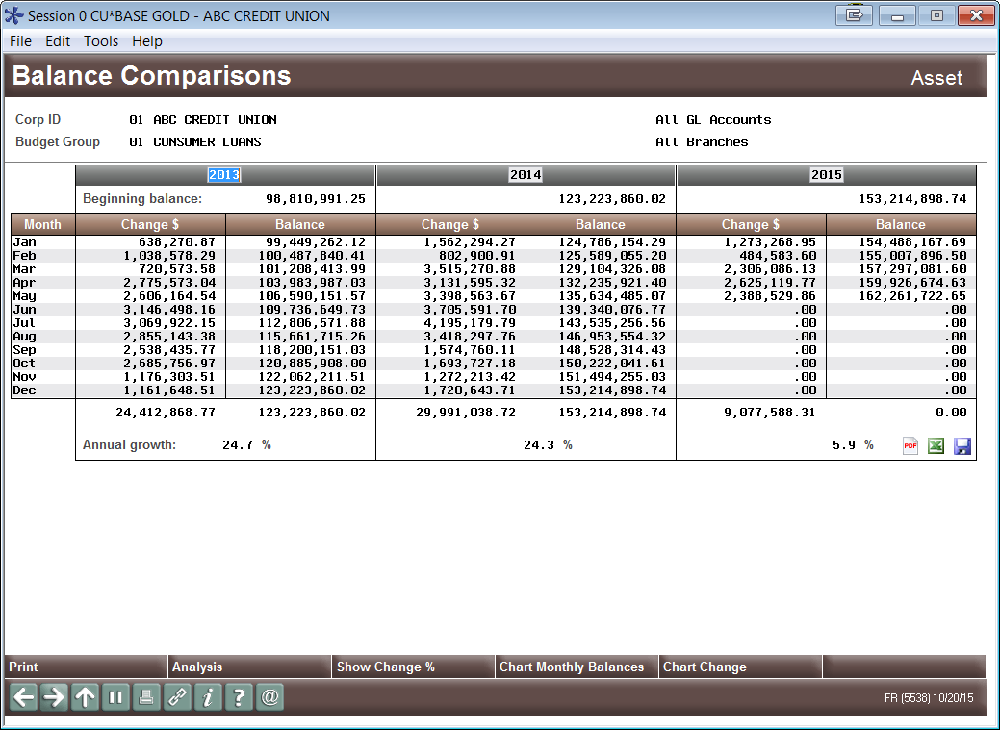 Session 0 CU*BASE GOLD - ABC CREDIT UNION
File Edit Tools Help
Balance Comparisons Asset
Corp ID 01 ABC CREDIT UNION All GL Accounts
Budget Group 01 CONSUMER LOANS All Branches
2013 2014 2015
Beginning balance: 98,810,991.25 123,223,860.02 153,214,898.74
Month Change $ Balance Change $ Balance Change $ Balance
Jan 638,270.87 99,449,262.12 1,562,294.27 124,786,154.29 1,273,268.95 154,488,167.69
Feb 1,038,578.29 100,487,840.41 802,900.91 125,589,055.20 484,583.60 155,007,896.50
Mar 720,573.58 101,208,413.99 3,515,270.88 129,104,326.08 2,306,086.13 157,297,081.60
Apr 2,775,573.04 103,983,987.03 3,131,595.32 132,235,921.40 2,625,119.77 159,926,674.63
May 2,606,164.54 106,590,151.57 3,398,563.67 135,634,485.07 2,388,529.86 162,261,722.65
Jun 3,146,498.16 109,736,649.73 3,705,591.70 139,340,076.77 .00 .00
Jul 3,069,922.15 112,806,571.88 4,195,179.79 143,535,256.56 .00 .00
Aug 2,855,143.38 115,661,715.26 3,418,297.76 146,953,554.32 .00 .00
Sep 2,538,435.77 118,200,151.03 1,574,760.11 148,528,314.43 .00 .00
Oct 2,685,756.97 120,885,908.00 1,693,727.18 150,222,041.61 .00 .00
Nov 1,176,303.51 122,062,211.51 1,272,213.42 151,494,255.03 .00 .00
Dec 1,161,648.51 123,223,860.02 1,720,643.71 153,214,898.74 .00 .00
24,412,868.77 123,223,860.02 29,991,038.72 153,214,898.74 9,077,588.31 0.00
Annual growth: 24.7 % 24.3 % 5.9 % PDF
Print Analysis Show Change % Chart Monthly Balances Chart Change
i ? @ FR (5538) 10/20/15